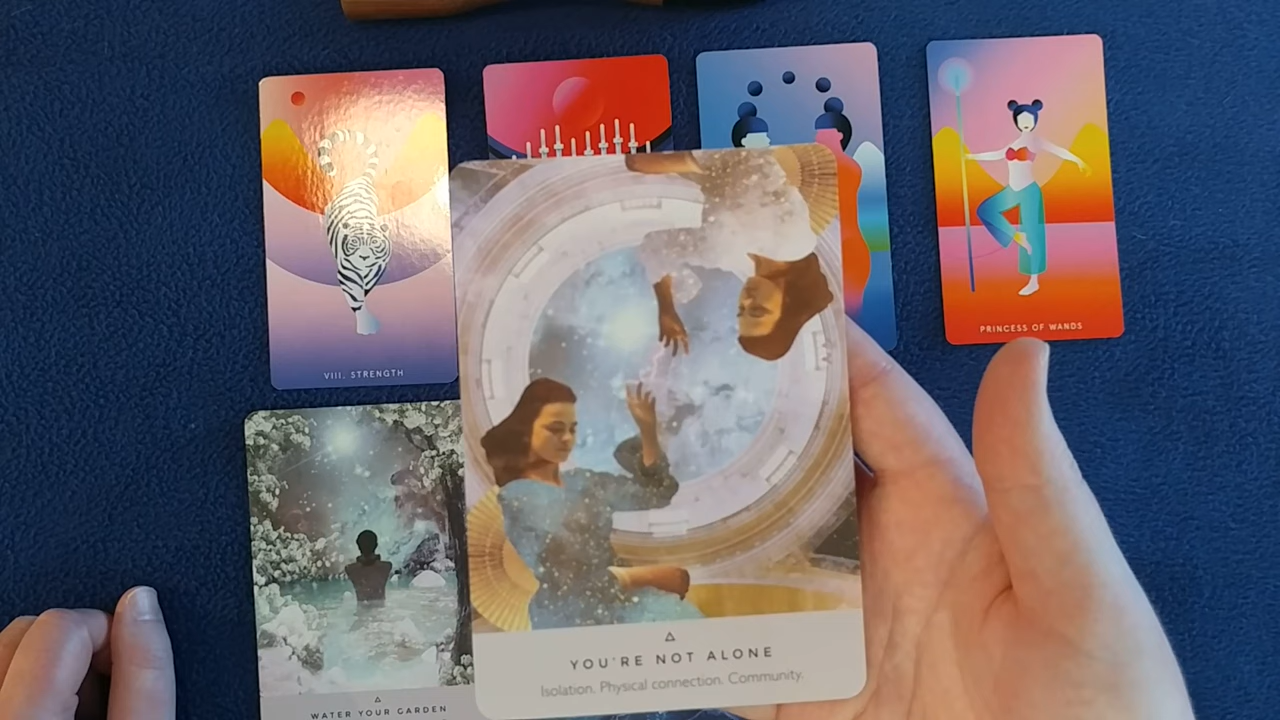 VIII. STRENGTH
PRINCESS OF WANDS
YOU'RE NOT ALONE
Isolation. Physical connection. Community.
WATER YOUR GARDEN